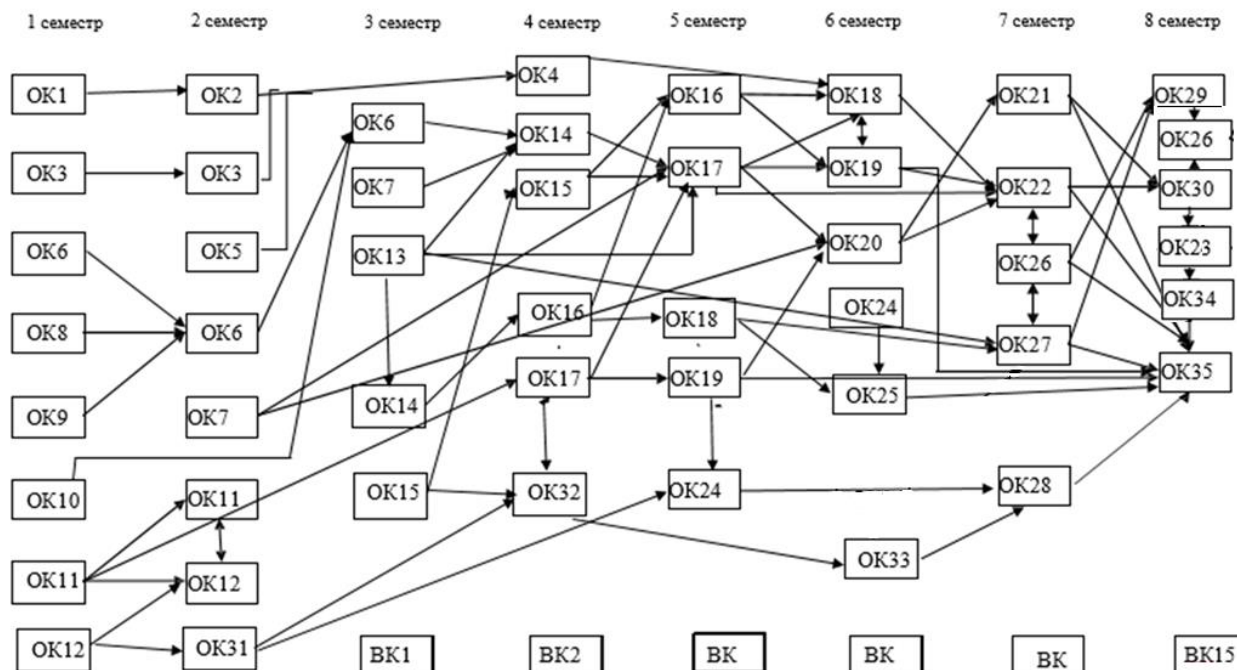 1 семестр 2 семестр 3 семестр 4 семестр 5 семестр 6 семестр 7 семестр 8 семестр
ОК4
ОК1 ОК2 ОК16 ОК18 ОК21 ОК29
ОК6 ОК14 ОК26
ОК3 ОК3 ОК7 ОК15 ОК17 ОК19 ОК22 ОК30
ОК6 ОК5 ОК13 ОК20 ОК26 ОК23
ОК8 ОК6 ОК16 ОК18 ОК24 ОК27 ОК34
ОК9 ОК7 ОК14 ОК17 ОК19 ОК25 ОК35
ОК10 ОК11 ОК15 ОК32 ОК24 ОК28
ОК11 ОК12 ОК33
ОК12 ОК31 ВК1 ВК2 ВК ВК ВК ВК15